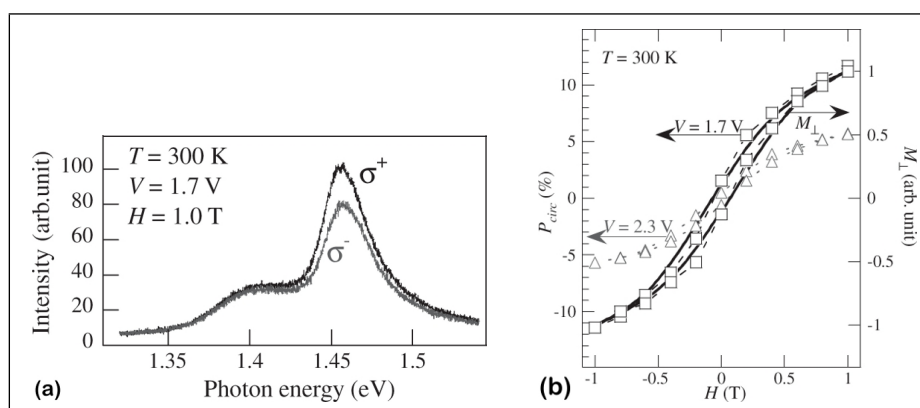 T = 300 K
V = 1.7 V
H = 1.0 T
σ+
σ-
Intensity (arb.unit)
100
80
60
40
20
0
1.35
1.4
1.45
1.5
Photon energy (eV)
(a)
T = 300 K
V = 1.7 V
M⊥
V = 2.3 V
Pcirc (%)
10
5
0
-5
-10
M⊥ (arb. unit)
1
0.5
0
-0.5
-1
-1
-0.5
0
0.5
1
H (T)
(b)